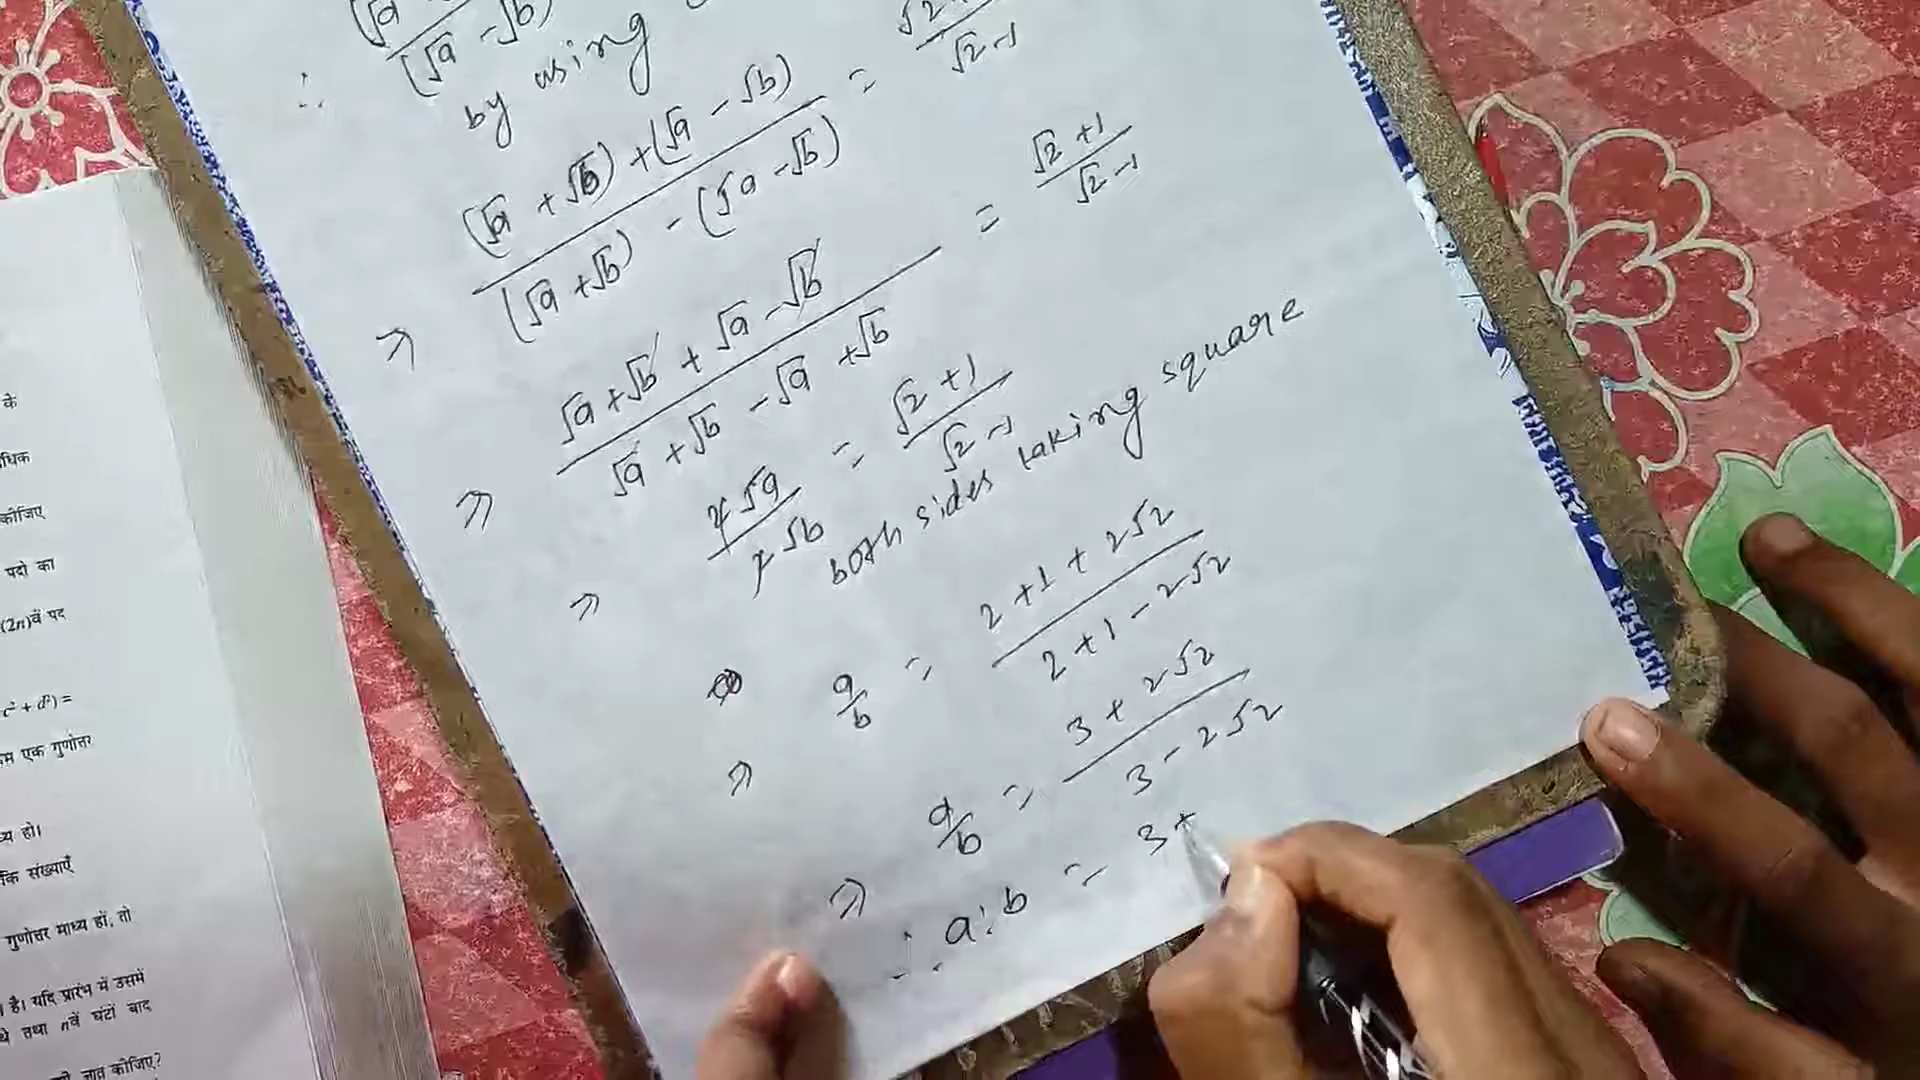 ∴ (√a
(√a - √b)
√2
√2 - 1
by using
⇒ (√a + √b) + (√a - √b) =
(√a + √b) - (√a - √b)
√2 + 1
√2 - 1
⇒ √a + √b + √a - √b =
√a + √b - √a + √b
⇒ 2√a / 2√b = √2 + 1 / √2 - 1
both sides taking square
a/b = 2 + 1 + 2√2 / 2 + 1 - 2√2
⇒ a/b = 3 + 2√2 / 3 - 2√2
⇒
∴ a:b = 3 +
के
कीजिए
पदों का
(2n)वें पद
c² + d²) =
एक गुणोत्तर
हो।
संख्याएँ
गुणोत्तर माध्य हों, तो
है। यदि प्रारंभ में उसमें
थे तथा nवें घंटों बाद
ज्ञात कीजिए?